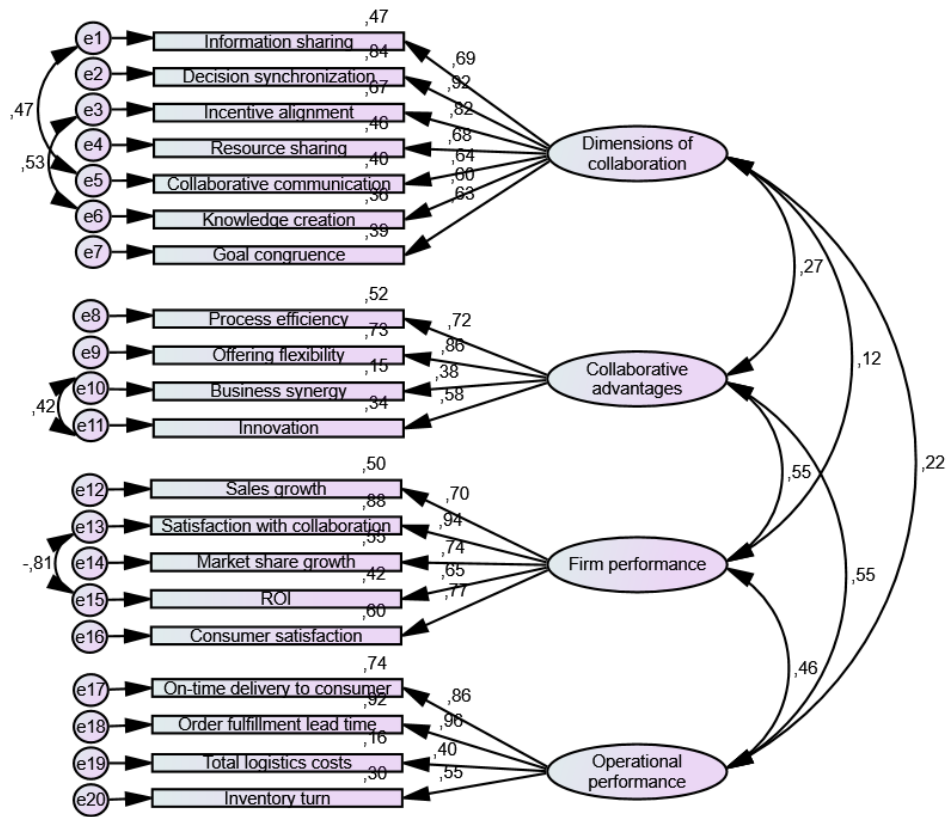 ,47
e1
Information sharing
,69
,84
e2
Decision synchronization
,92
,67
e3
Incentive alignment
,82
,47
,46
e4
Resource sharing
,68
Dimensions of
collaboration
,53
,40
e5
Collaborative communication
,64
,36
e6
Knowledge creation
,60
,39
e7
Goal congruence
,63
,27
,52
e8
Process efficiency
,72
,73
e9
Offering flexibility
,86
,12
,15
e10
Business synergy
,38
Collaborative
advantages
,42
,34
e11
Innovation
,58
,22
,50
e12
Sales growth
,70
,55
,88
e13
Satisfaction with collaboration
,94
-,81
,55
e14
Market share growth
,74
Firm performance
,55
,42
e15
ROI
,65
,60
e16
Consumer satisfaction
,77
,46
,74
e17
On-time delivery to consumer
,86
,92
e18
Order fulfillment lead time
,96
,16
e19
Total logistics costs
,40
Operational
performance
,30
e20
Inventory turn
,55